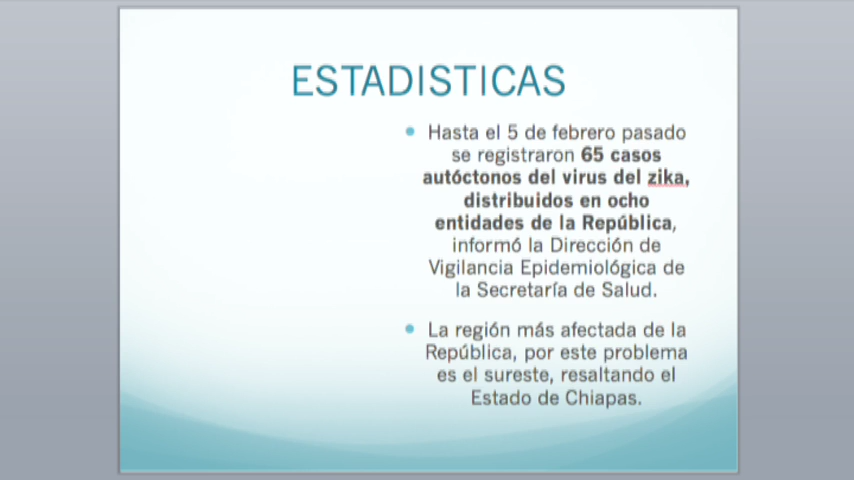 ESTADISTICAS
• Hasta el 5 de febrero pasado
se registraron 65 casos
autóctonos del virus del zika,
distribuidos en ocho
entidades de la República,
informó la Dirección de
Vigilancia Epidemiológica de
la Secretaría de Salud.
• La región más afectada de la
República, por este problema
es el sureste, resaltando el
Estado de Chiapas.